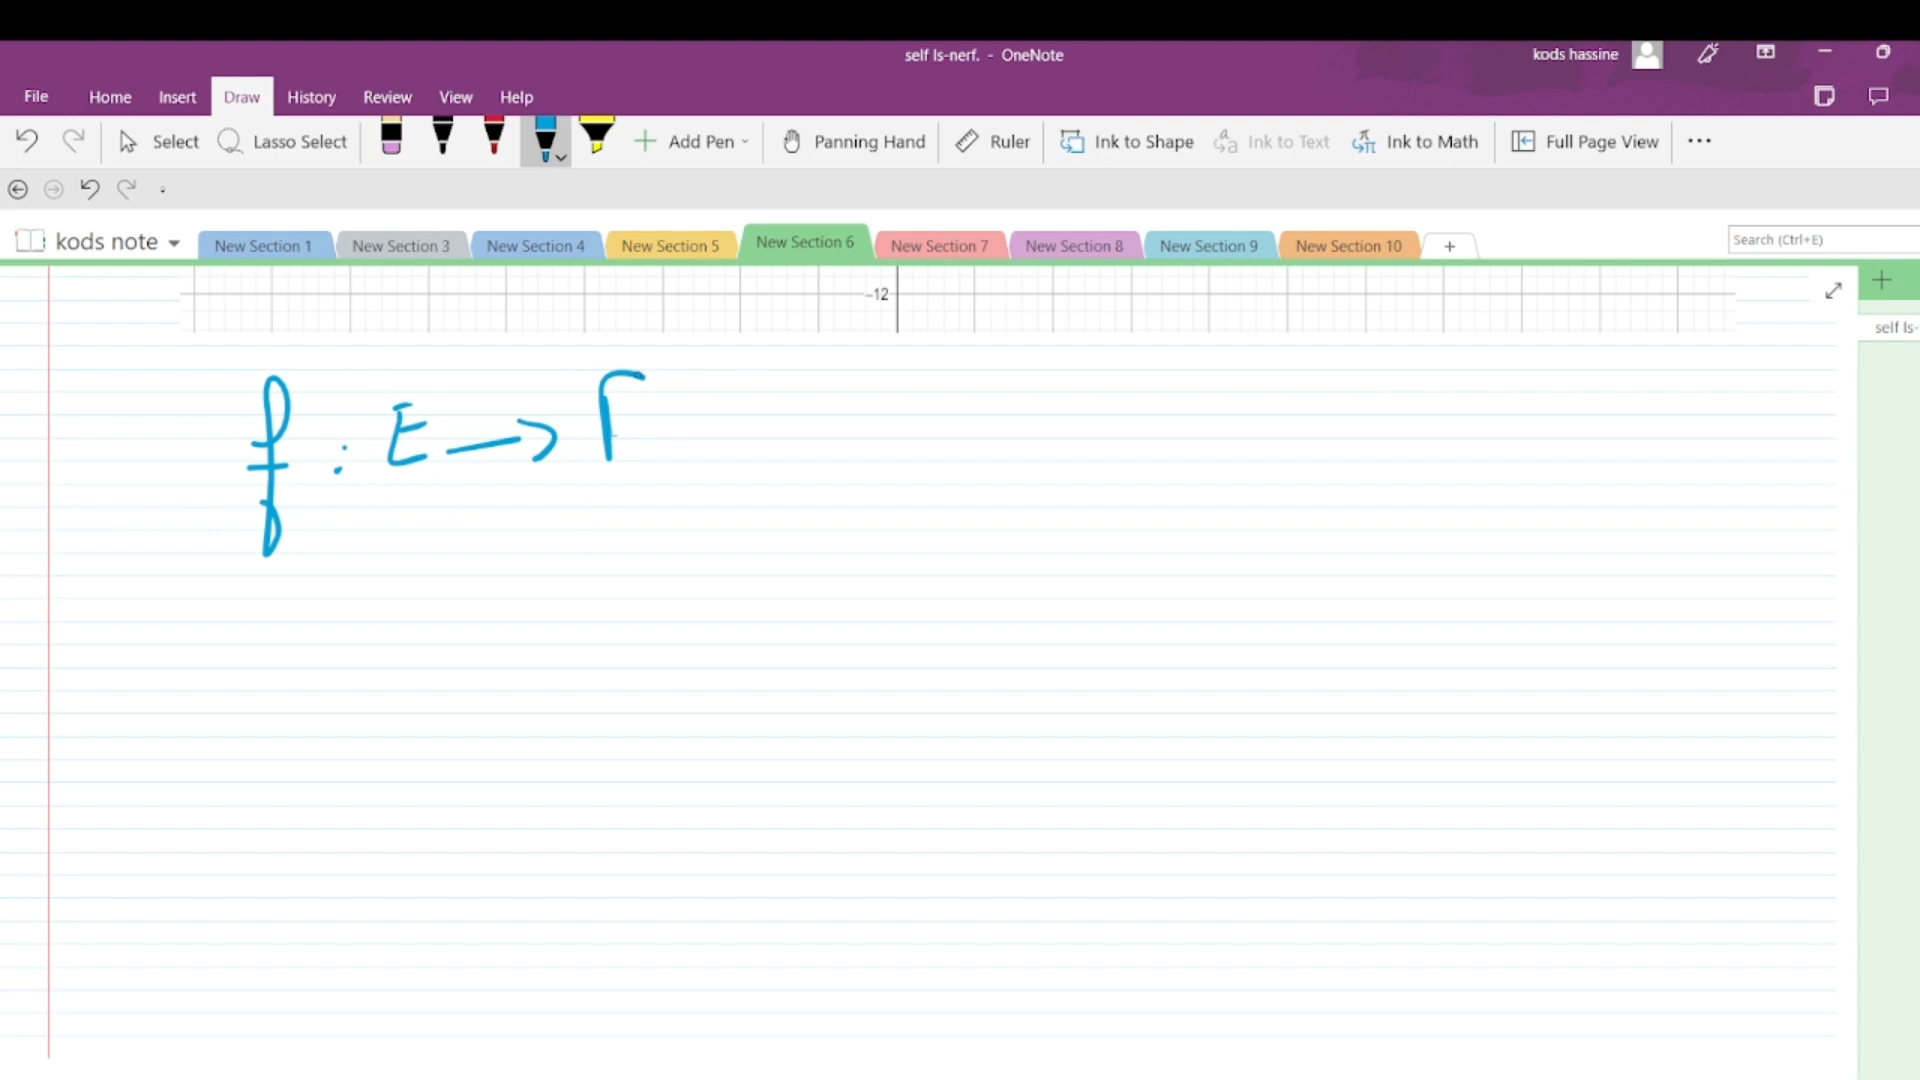 self ls-nerf. - OneNote
kods hassine
File Home Insert Draw History Review View Help
Select Lasso Select Add Pen Panning Hand Ruler Ink to Shape Ink to Text Ink to Math Full Page View ...
kods note New Section 1 New Section 3 New Section 4 New Section 5 New Section 6 New Section 7 New Section 8 New Section 9 New Section 10 + Search (Ctrl+E)
-12
self ls-
f : E →